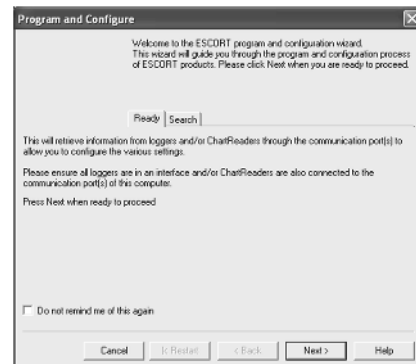 Program and Configure
Welcome to the ESCORT program and configuration wizard.
This wizard will guide you through the program and configuration process
of ESCORT products. Please click Next when you are ready to proceed.
Ready Search
This will retrieve information from loggers and/or ChartReaders through the communication port(s) to
allow you to configure the various settings.
Please ensure all loggers are in an interface and/or ChartReaders are also connected to the
communication port(s) of this computer.
Press Next when ready to proceed
Do not remind me of this again
Cancel |< Restart < Back Next > Help